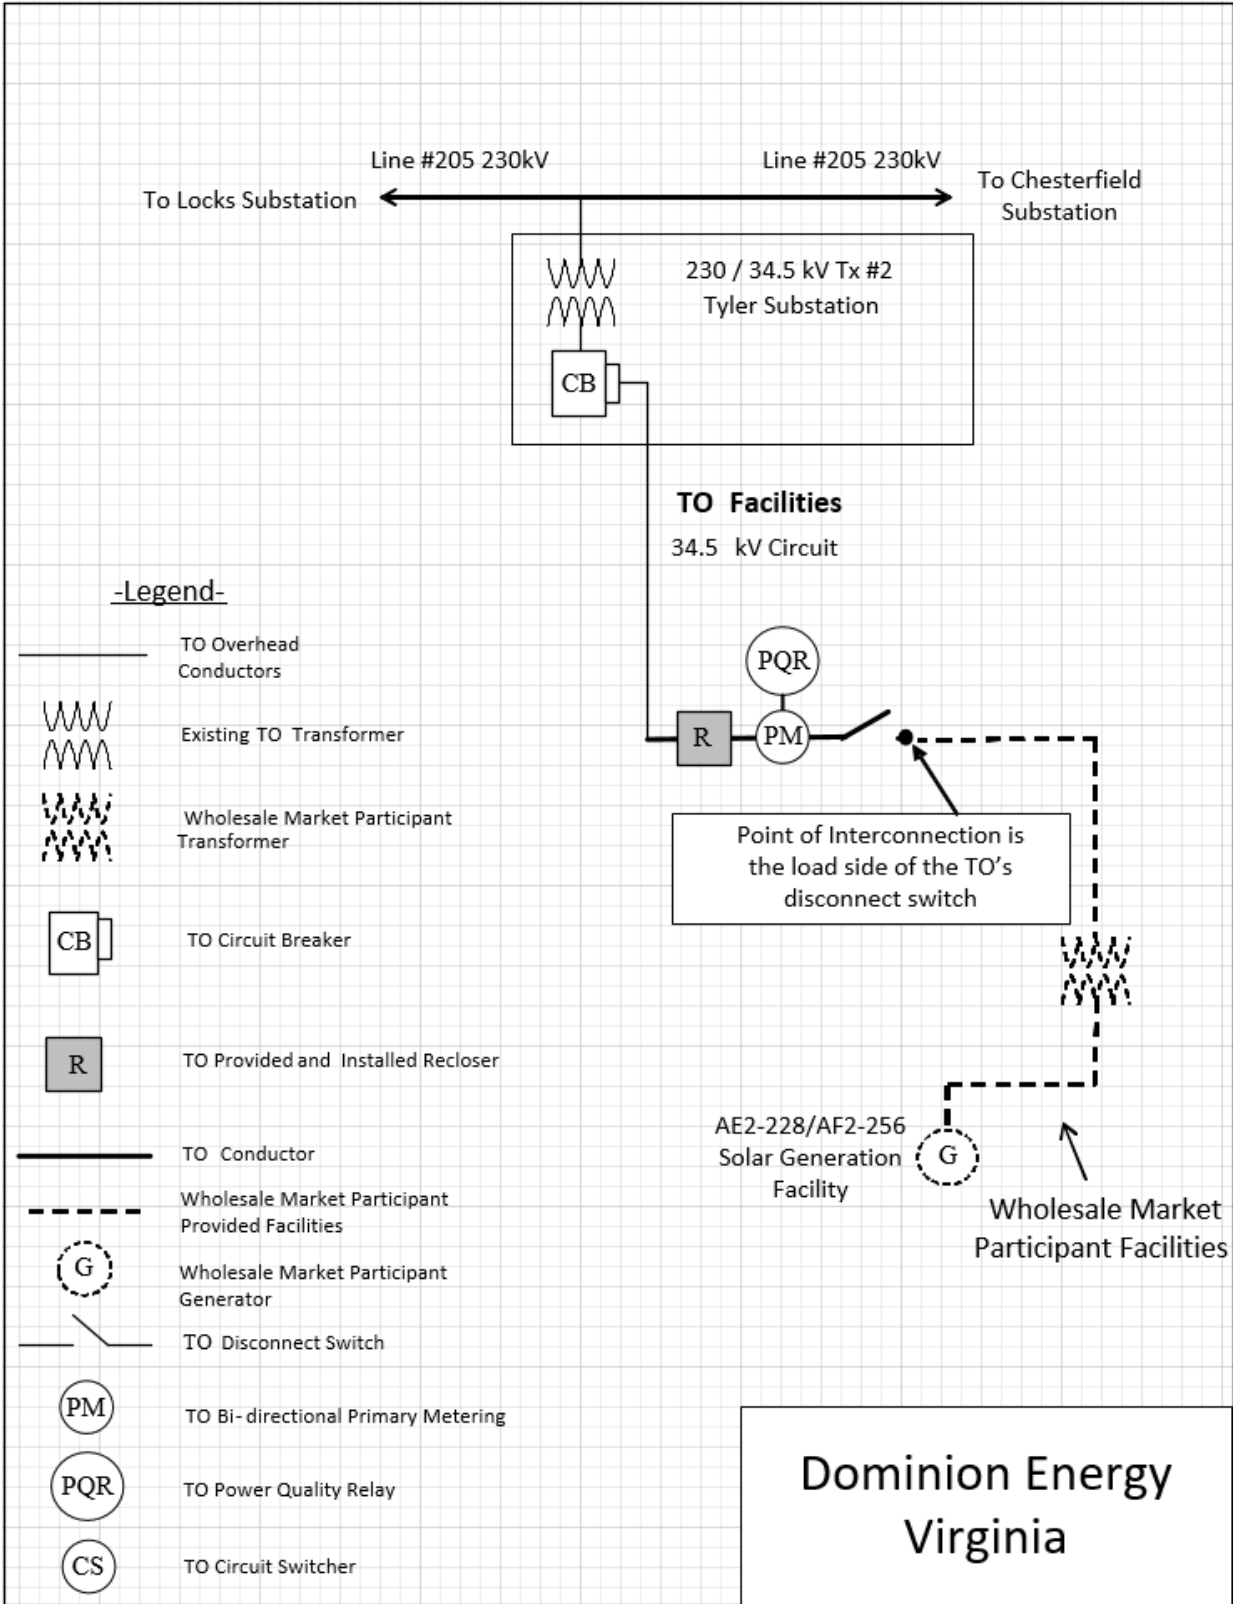 Line #205 230kV
Line #205 230kV
To Locks Substation
To Chesterfield
Substation
230 / 34.5 kV Tx #2
Tyler Substation
CB
TO Facilities
34.5 kV Circuit
-Legend-
TO Overhead
Conductors
Existing TO Transformer
Wholesale Market Participant
Transformer
CB
TO Circuit Breaker
R
TO Provided and Installed Recloser
TO Conductor
Wholesale Market Participant
Provided Facilities
G
Wholesale Market Participant
Generator
TO Disconnect Switch
PM
TO Bi-directional Primary Metering
PQR
TO Power Quality Relay
CS
TO Circuit Switcher
PQR
R
PM
Point of Interconnection is
the load side of the TO’s
disconnect switch
AE2-228/AF2-256
Solar Generation
Facility
G
Wholesale Market
Participant Facilities
Dominion Energy
Virginia